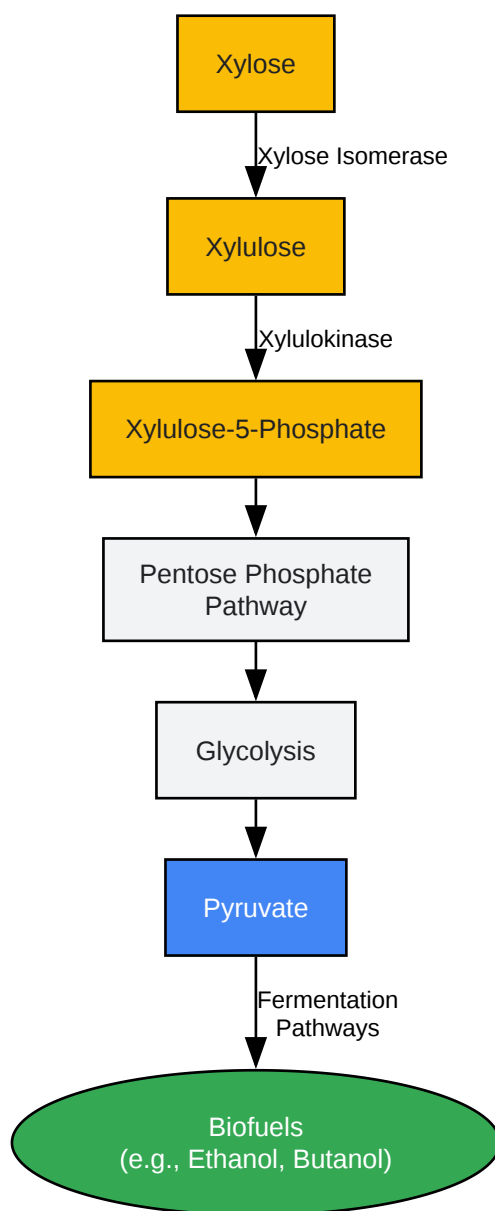 Xylose
Xylose Isomerase
Xylulose
Xylulokinase
Xylulose-5-Phosphate
Pentose Phosphate
Pathway
Glycolysis
Pyruvate
Fermentation
Pathways
Biofuels
(e.g., Ethanol, Butanol)